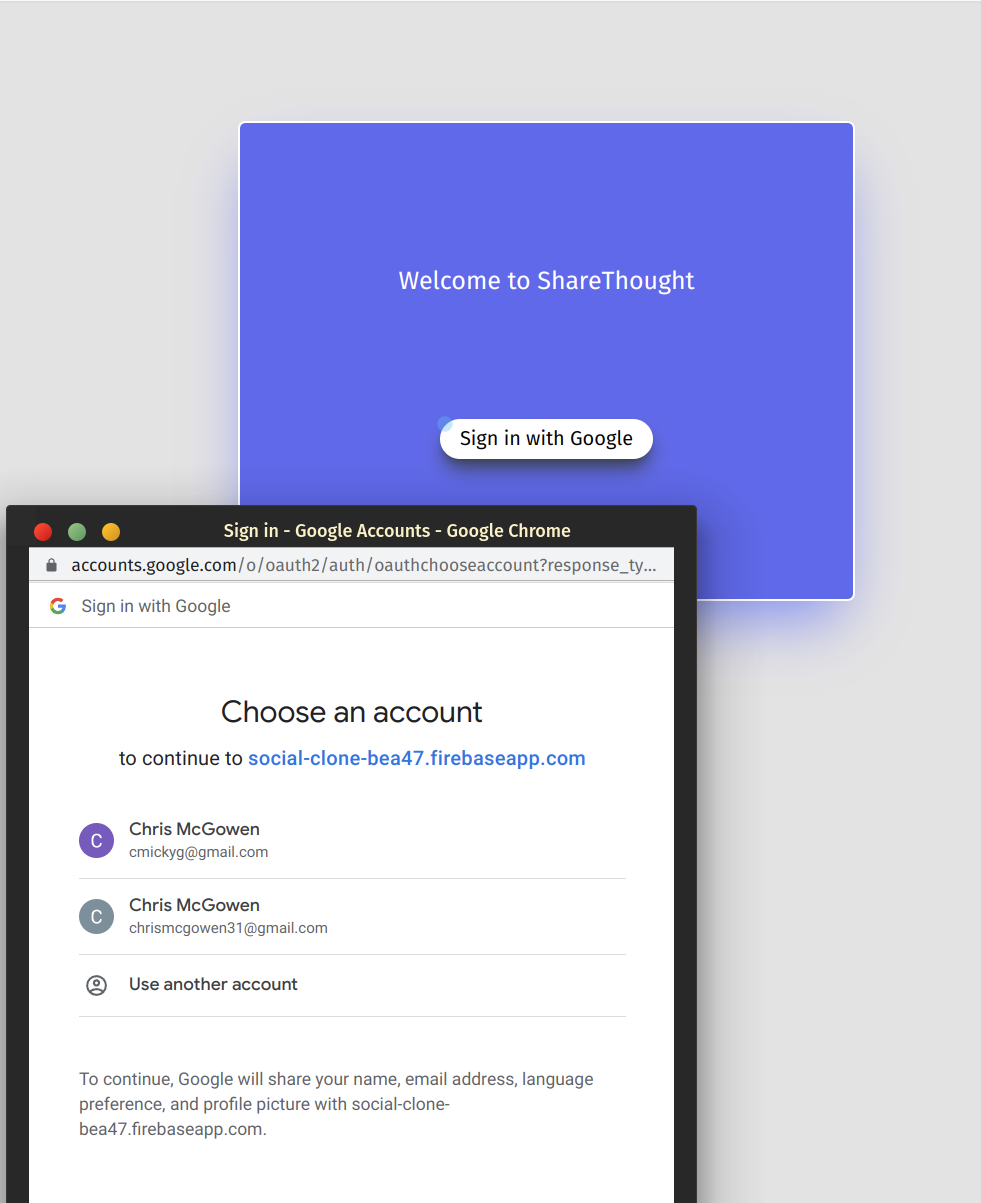 Welcome to ShareThought
Sign in with Google
Sign in - Google Accounts - Google Chrome
accounts.google.com/o/oauth2/auth/oauthchooseaccount?response_ty...
Sign in with Google
Choose an account
to continue to social-clone-bea47.firebaseapp.com
C
Chris McGowen
cmickyg@gmail.com
C
Chris McGowen
chrismcgowen31@gmail.com
Use another account
To continue, Google will share your name, email address, language
preference, and profile picture with social-clone-
bea47.firebaseapp.com.